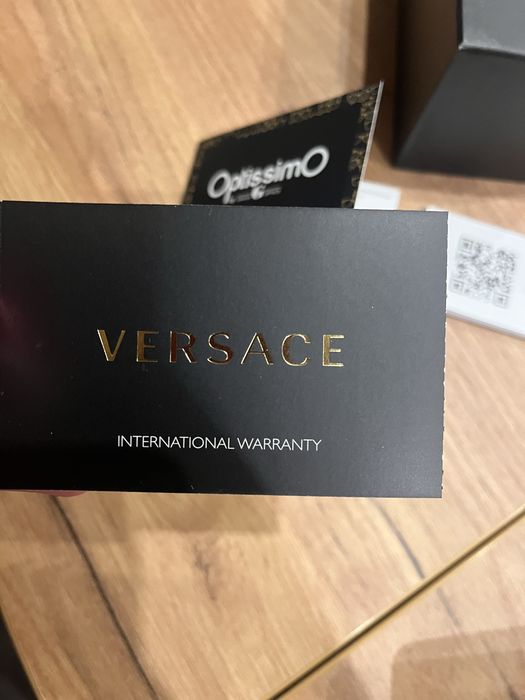 OptissimO
VERSACE
INTERNATIONAL WARRANTY